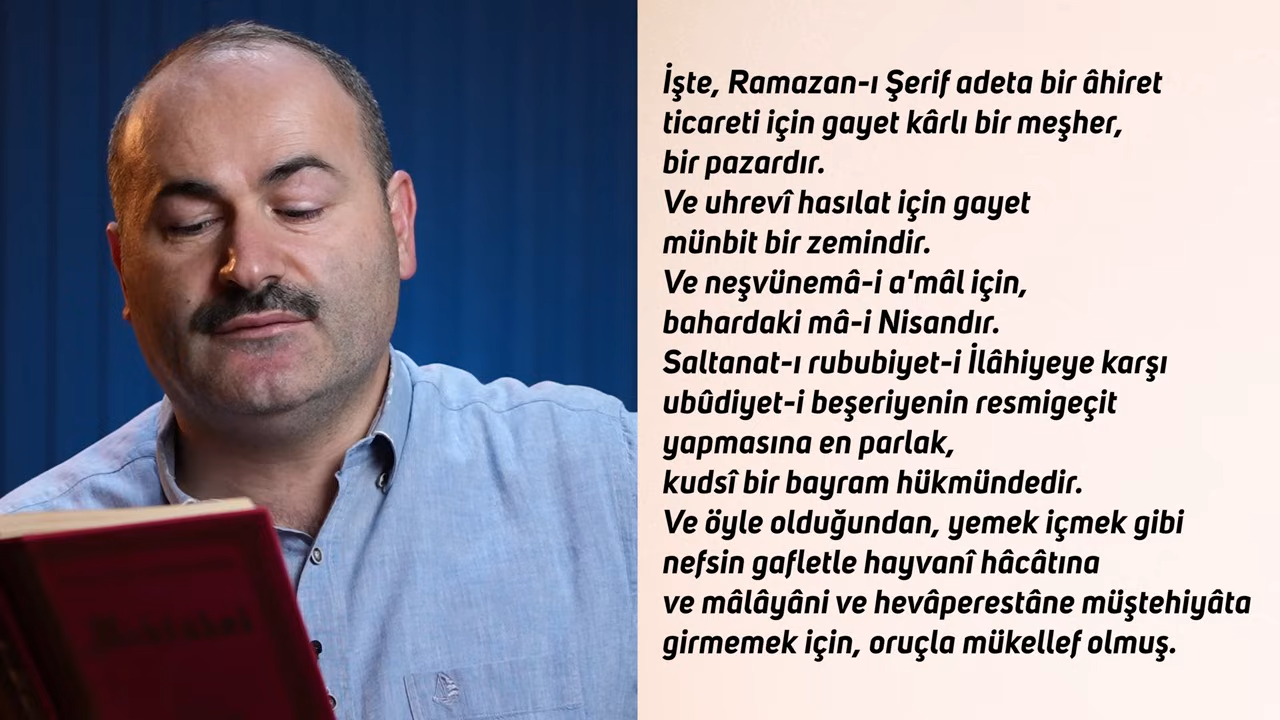 İşte, Ramazan-ı Şerif adeta bir âhiret
ticareti için gayet kârlı bir meşher,
bir pazardır.
Ve uhrevî hasılat için gayet
münbit bir zemindir.
Ve neşvünemâ-i a'mâl için,
bahardaki mâ-i Nisandır.
Saltanat-ı rububiyet-i İlâhiyeye karşı
ubûdiyet-i beşeriyenin resmigeçit
yapmasına en parlak,
kudsî bir bayram hükmündedir.
Ve öyle olduğundan, yemek içmek gibi
nefsin gafletle hayvanî hâcâtına
ve mâlâyâni ve hevâperestâne müştehiyâta
girmemek için, oruçla mükellef olmuş.